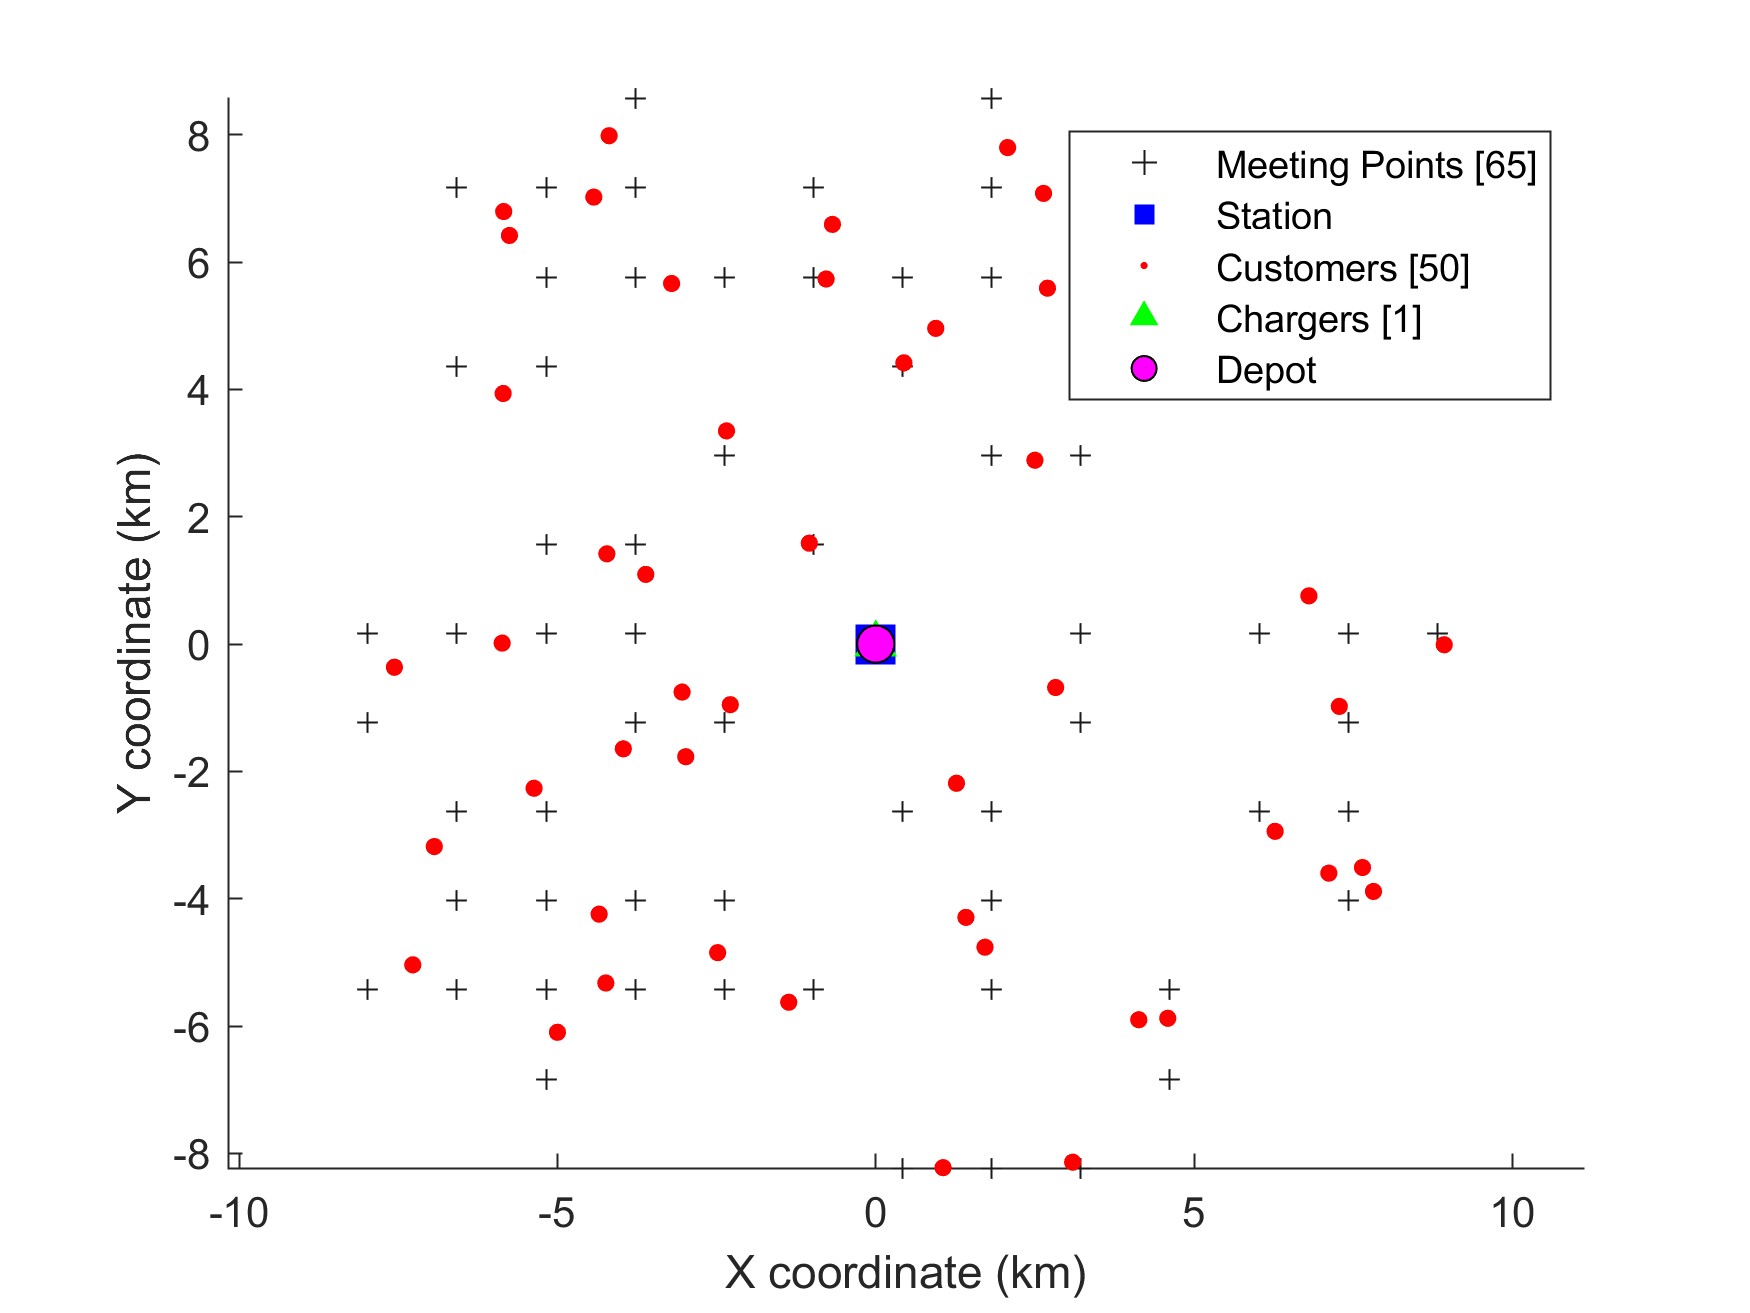 8
6
4
2
0
-2
-4
-6
-8
Y coordinate (km)
Meeting Points [65]
Station
Customers [50]
Chargers [1]
Depot
-10
-5
0
5
10
X coordinate (km)